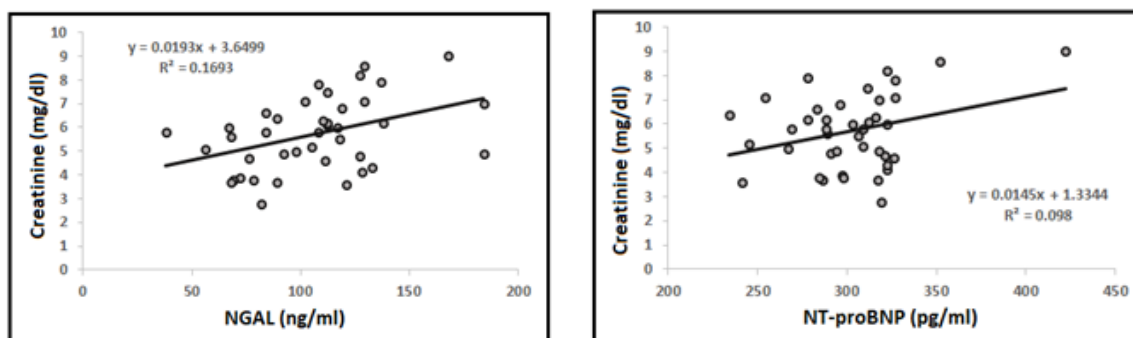 10
9
8
7
6
5
4
3
2
1
0
Creatinine (mg/dl)
y = 0.0193x + 3.6499
R² = 0.1693
0 50 100 150 200
NGAL (ng/ml)
10
9
8
7
6
5
4
3
2
1
0
Creatinine (mg/dl)
y = 0.0145x + 1.3344
R² = 0.098
200 250 300 350 400 450
NT-proBNP (pg/ml)